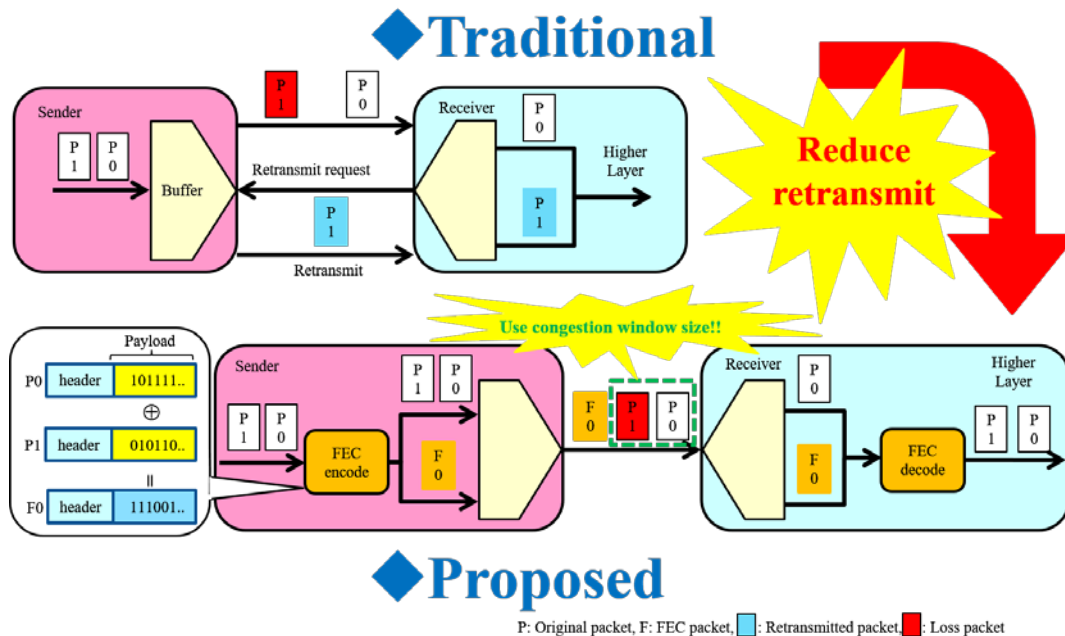 ◆Traditional
Sender
P
1
P
0
Buffer
P
1
P
0
Retransmit request
P
1
Retransmit
Receiver
P
0
P
1
Higher
Layer
Reduce
retransmit
Use congestion window size!!
Payload
P0 header 101111..
⊕
P1 header 010110..
=
F0 header 111001..
Sender
P
1
P
0
FEC
encode
P
1
P
0
F
0
F
0
P
1
P
0
Receiver
P
0
F
0
FEC
decode
Higher
Layer
P
1
P
0
◆Proposed
P: Original packet, F: FEC packet, : Retransmitted packet, : Loss packet